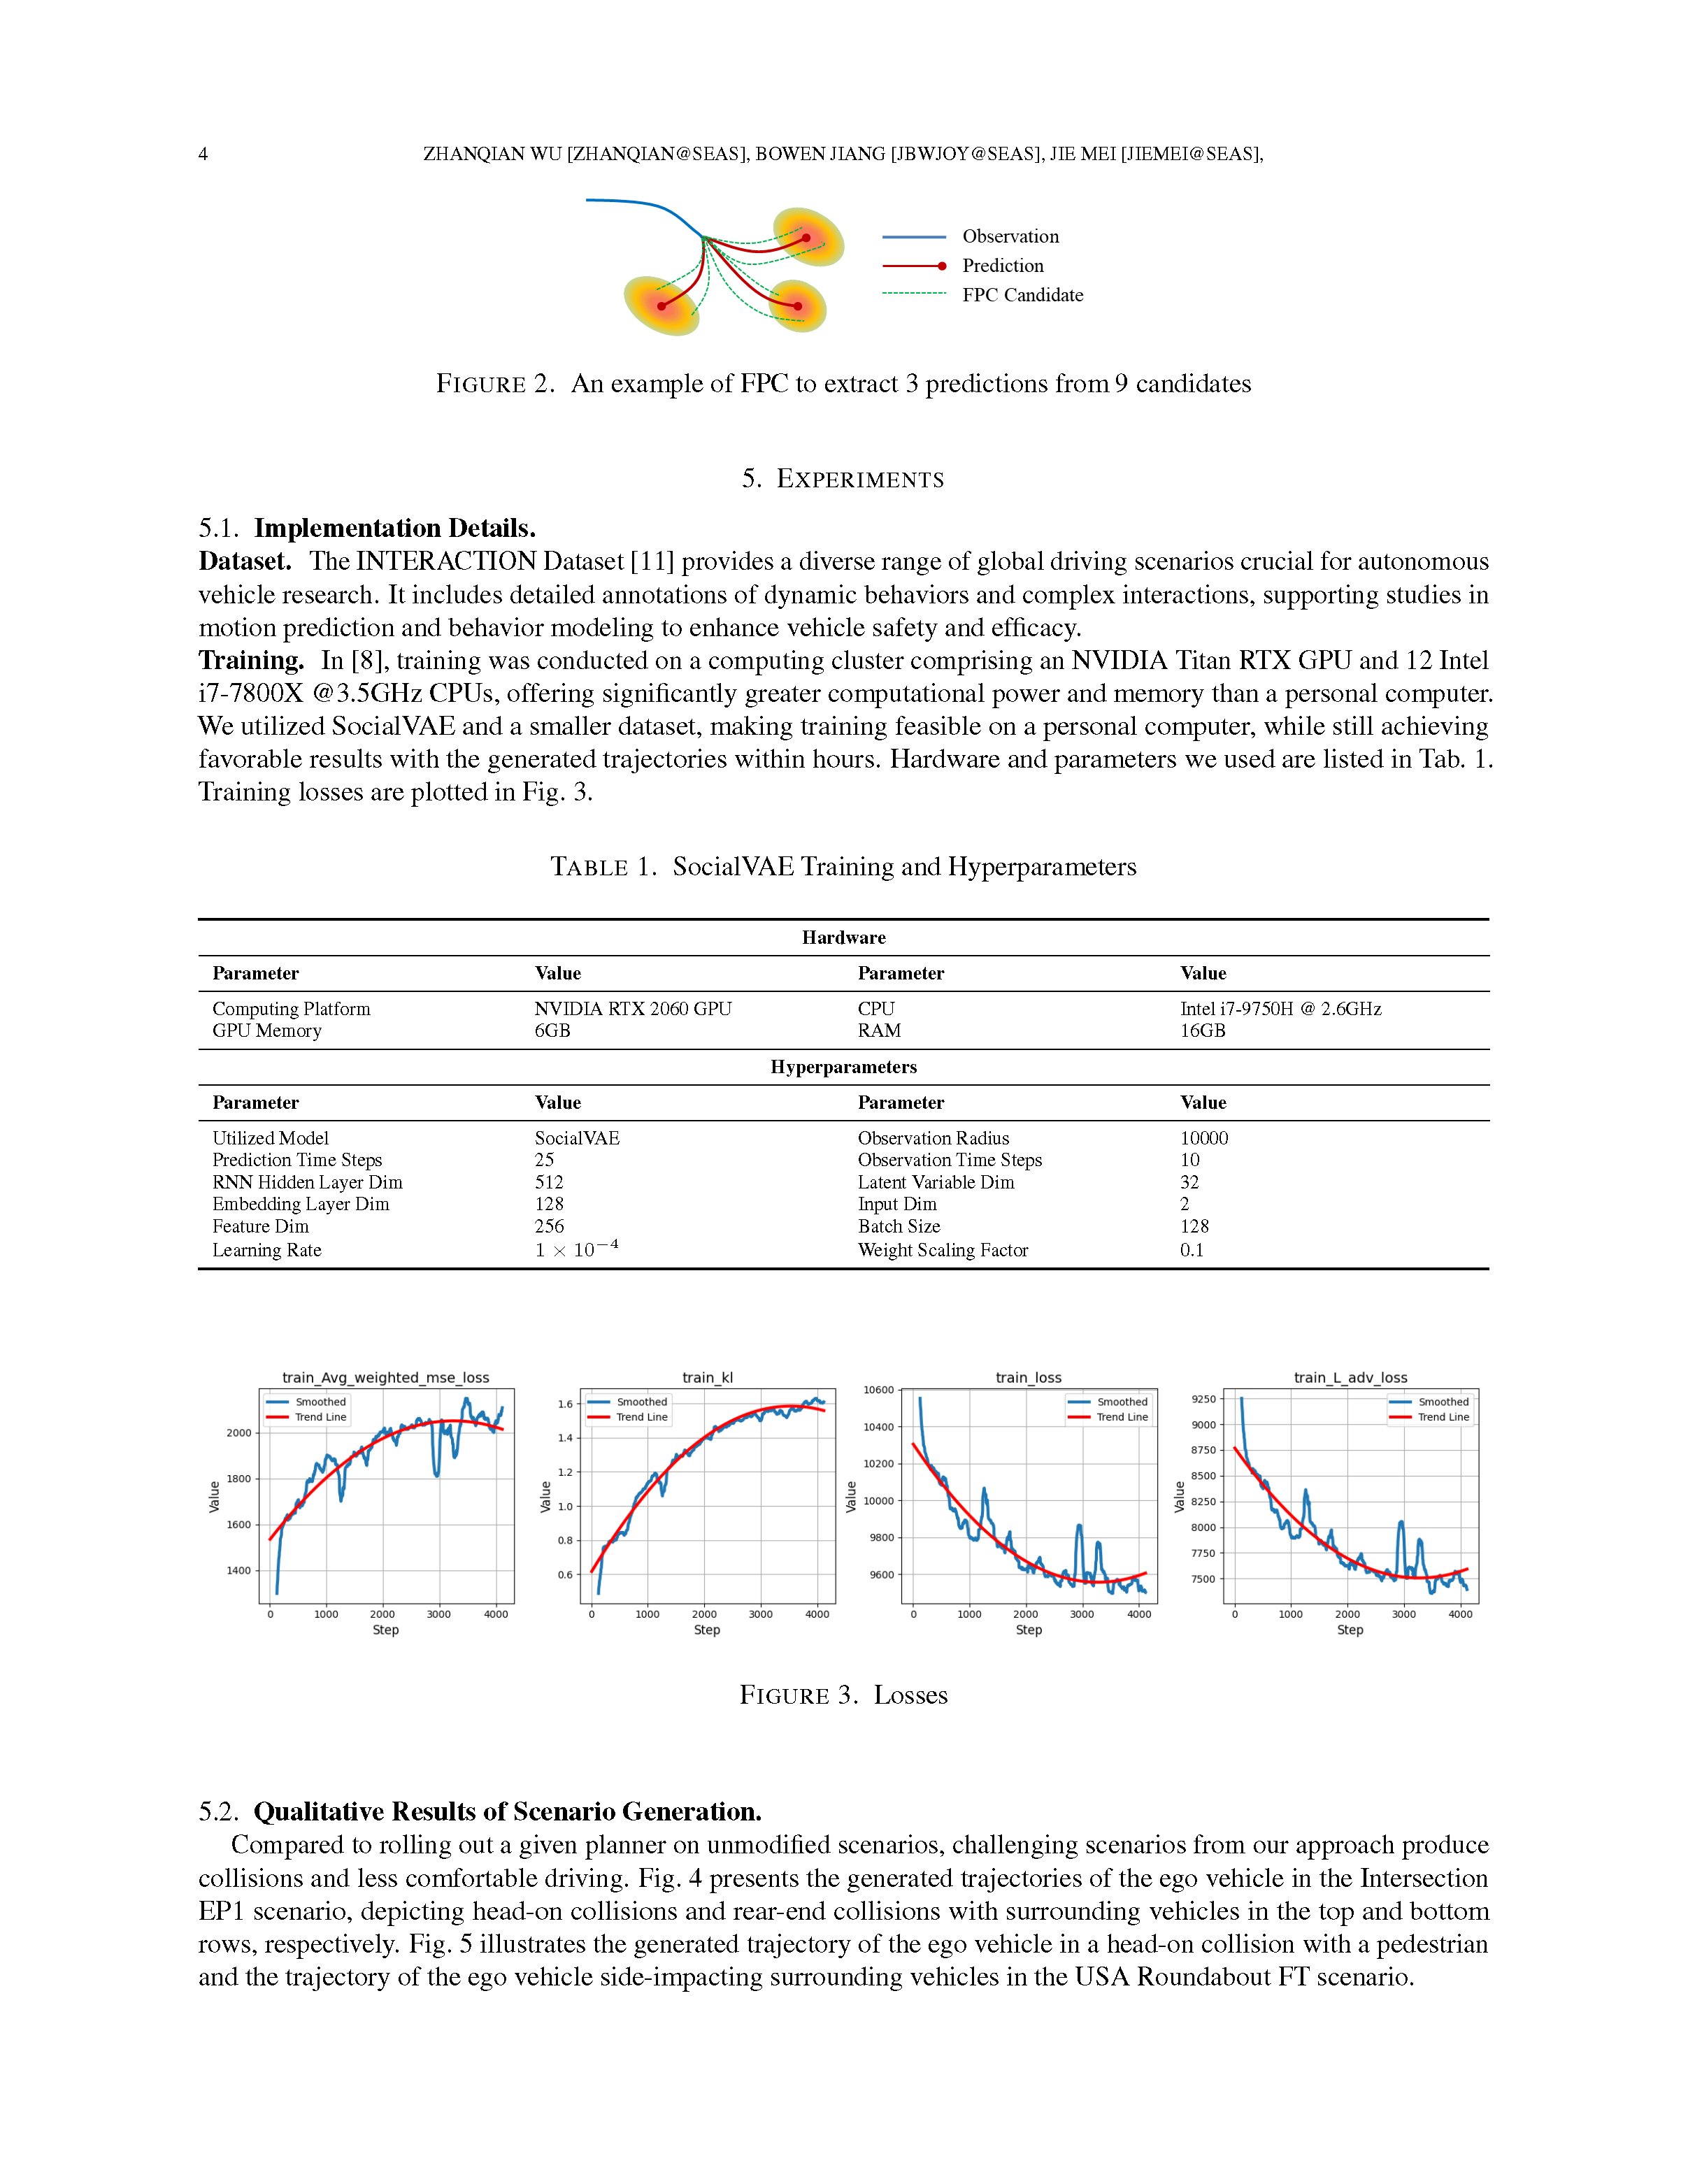 4
ZHANQIAN WU [ZHANQIAN@SEAS], BOWEN JIANG [JBWJOY@SEAS], JIE MEI [JIEMEI@SEAS],
Observation
Prediction
FPC Candidate
FIGURE 2. An example of FPC to extract 3 predictions from 9 candidates
5. EXPERIMENTS
5.1. Implementation Details.
Dataset. The INTERACTION Dataset [11] provides a diverse range of global driving scenarios crucial for autonomous
vehicle research. It includes detailed annotations of dynamic behaviors and complex interactions, supporting studies in
motion prediction and behavior modeling to enhance vehicle safety and efficacy.
Training. In [8], training was conducted on a computing cluster comprising an NVIDIA Titan RTX GPU and 12 Intel
i7-7800X @3.5GHz CPUs, offering significantly greater computational power and memory than a personal computer.
We utilized SocialVAE and a smaller dataset, making training feasible on a personal computer, while still achieving
favorable results with the generated trajectories within hours. Hardware and parameters we used are listed in Tab. 1.
Training losses are plotted in Fig. 3.
TABLE 1. SocialVAE Training and Hyperparameters
Hardware
Parameter Value Parameter Value
Computing Platform NVIDIA RTX 2060 GPU CPU Intel i7-9750H @ 2.6GHz
GPU Memory 6GB RAM 16GB
Hyperparameters
Parameter Value Parameter Value
Utilized Model SocialVAE Observation Radius 10000
Prediction Time Steps 25 Observation Time Steps 10
RNN Hidden Layer Dim 512 Latent Variable Dim 32
Embedding Layer Dim 128 Input Dim 2
Feature Dim 256 Batch Size 128
Learning Rate 1 × 10⁻⁴ Weight Scaling Factor 0.1
train_Avg_weighted_mse_loss
Smoothed
Trend Line
2000
1800
1600
1400
Value
0 1000 2000 3000 4000
Step
train_kl
Smoothed
Trend Line
1.6
1.4
1.2
1.0
0.8
0.6
Value
0 1000 2000 3000 4000
Step
train_loss
Smoothed
Trend Line
10600
10400
10200
10000
9800
9600
Value
0 1000 2000 3000 4000
Step
train_L_adv_loss
Smoothed
Trend Line
9250
9000
8750
8500
8250
8000
7750
7500
Value
0 1000 2000 3000 4000
Step
FIGURE 3. Losses
5.2. Qualitative Results of Scenario Generation.
Compared to rolling out a given planner on unmodified scenarios, challenging scenarios from our approach produce
collisions and less comfortable driving. Fig. 4 presents the generated trajectories of the ego vehicle in the Intersection
EP1 scenario, depicting head-on collisions and rear-end collisions with surrounding vehicles in the top and bottom
rows, respectively. Fig. 5 illustrates the generated trajectory of the ego vehicle in a head-on collision with a pedestrian
and the trajectory of the ego vehicle side-impacting surrounding vehicles in the USA Roundabout FT scenario.